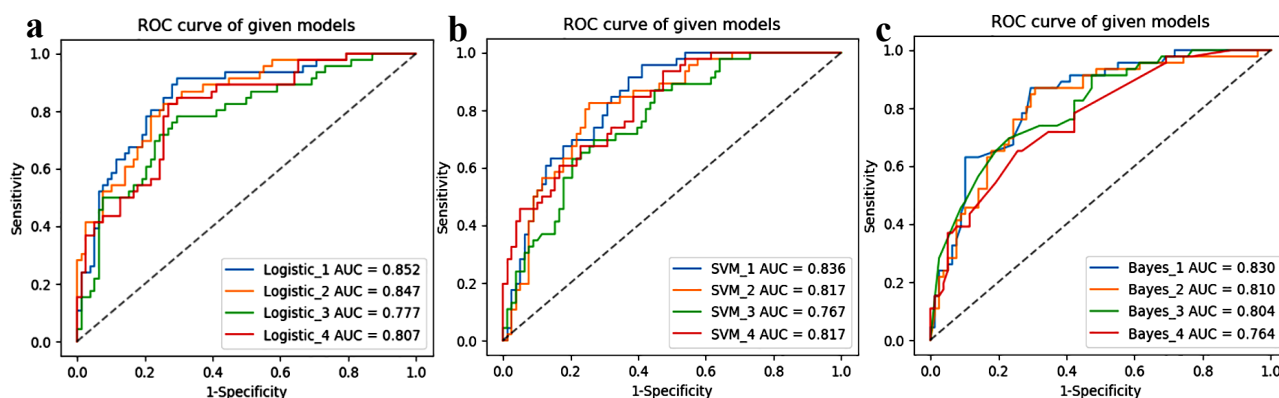 a
ROC curve of given models
1.0
0.8
0.6
0.4
0.2
0.0
Sensitivity
0.0 0.2 0.4 0.6 0.8 1.0
1-Specificity
Logistic_1 AUC = 0.852
Logistic_2 AUC = 0.847
Logistic_3 AUC = 0.777
Logistic_4 AUC = 0.807
b
ROC curve of given models
1.0
0.8
0.6
0.4
0.2
0.0
Sensitivity
0.0 0.2 0.4 0.6 0.8 1.0
1-Specificity
SVM_1 AUC = 0.836
SVM_2 AUC = 0.817
SVM_3 AUC = 0.767
SVM_4 AUC = 0.817
c
ROC curve of given models
1.0
0.8
0.6
0.4
0.2
0.0
Sensitivity
0.0 0.2 0.4 0.6 0.8 1.0
1-Specificity
Bayes_1 AUC = 0.830
Bayes_2 AUC = 0.810
Bayes_3 AUC = 0.804
Bayes_4 AUC = 0.764